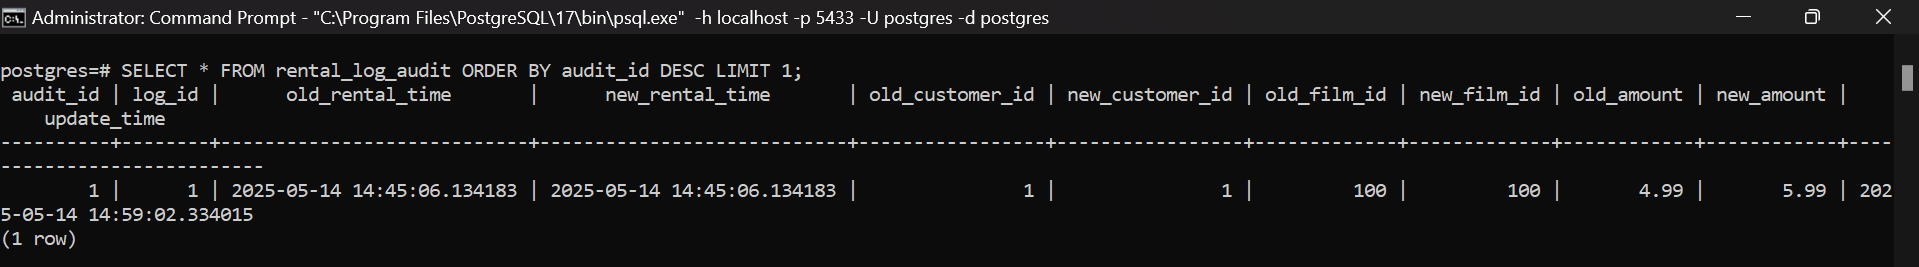 Administrator: Command Prompt - "C:\Program Files\PostgreSQL\17\bin\psql.exe"  -h localhost -p 5433 -U postgres -d postgres
postgres=# SELECT * FROM rental_log_audit ORDER BY audit_id DESC LIMIT 1;
 audit_id | log_id |      old_rental_time       |      new_rental_time       | old_customer_id | new_customer_id | old_film_id | new_film_id | old_amount | new_amount |
    update_time
----------+--------+----------------------------+----------------------------+-----------------+-----------------+-------------+-------------+------------+------------+----
------------------------
        1 |      1 | 2025-05-14 14:45:06.134183 | 2025-05-14 14:45:06.134183 |               1 |               1 |         100 |         100 |       4.99 |       5.99 | 202
5-05-14 14:59:02.334015
(1 row)